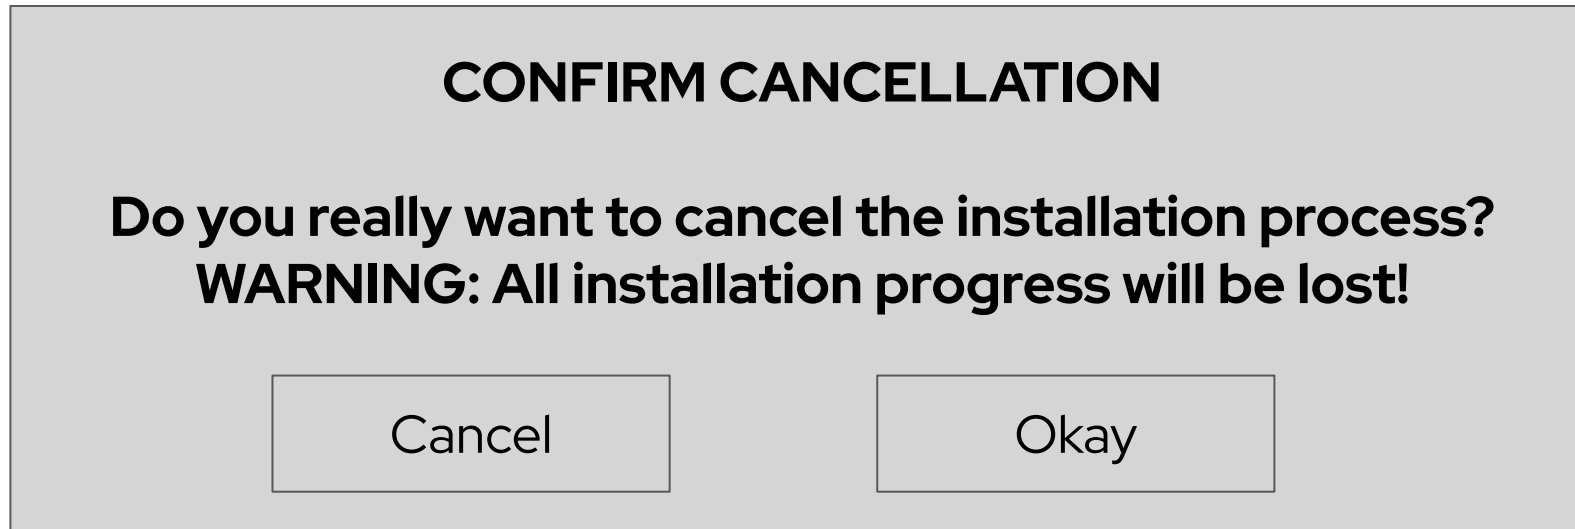 CONFIRM CANCELLATION
Do you really want to cancel the installation process?
WARNING: All installation progress will be lost!
Cancel
Okay